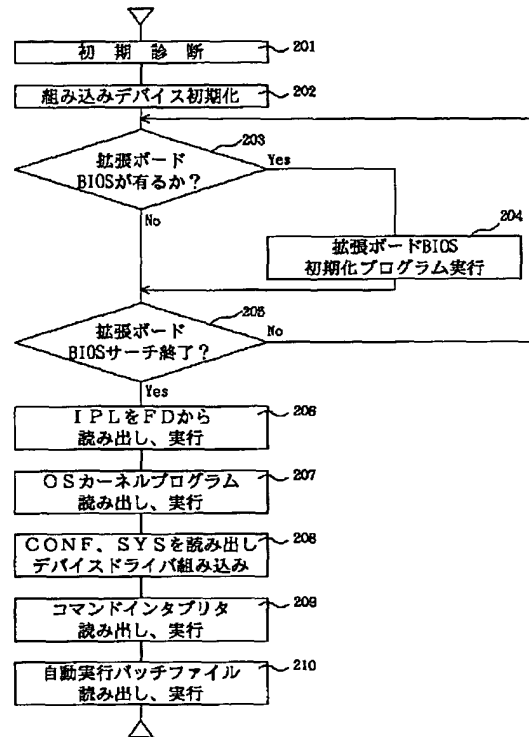 初期診断
201
組み込みデバイス初期化
202
拡張ボード
BIOSが有るか？
203
Yes
No
204
拡張ボードBIOS
初期化プログラム実行
拡張ボード
BIOSサーチ終了？
205
No
Yes
ＩＰＬをＦＤから
読み出し、実行
206
ＯＳカーネルプログラム
読み出し、実行
207
ＣＯＮＦ、ＳＹＳを読み出し
デバイスドライバ組み込み
208
コマンドインタプリタ
読み出し、実行
209
自動実行バッチファイル
読み出し、実行
210